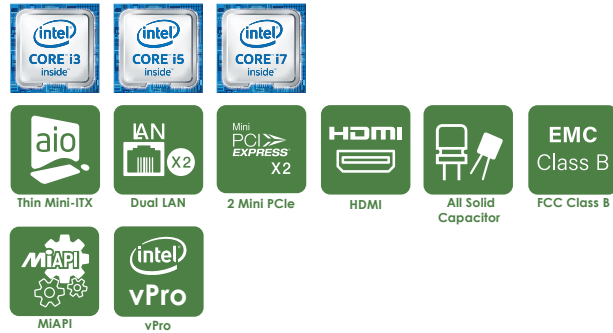 intel
CORE i3
inside
intel
CORE i5
inside
intel
CORE i7
inside
aio
LAN
X2
Mini
PCI
EXPRESS
X2
HDMI
EMC
Class B
Thin Mini-ITX
Dual LAN
2 Mini PCIe
HDMI
All Solid
Capacitor
FCC Class B
MiAPI
intel
vPro
MiAPI
vPro